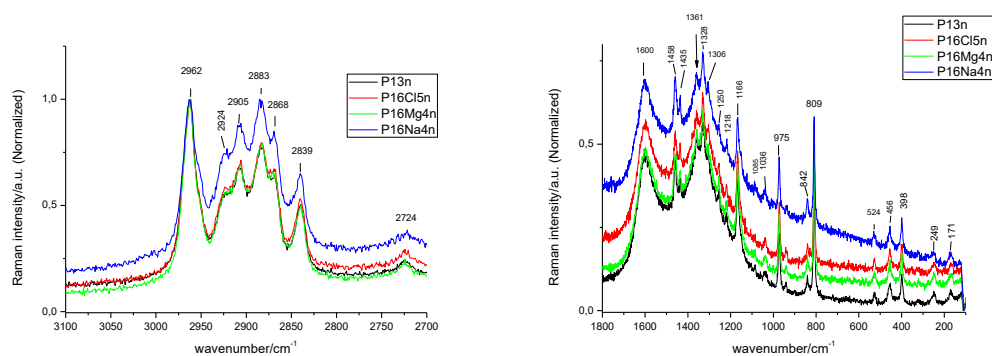 2962
2883
2905
2868
2924
2839
2724
P13n
P16Cl5n
P16Mg4n
P16Na4n
1,0
0,5
0,0
Raman intensity/a.u. (Normalized)
3100 3050 3000 2950 2900 2850 2800 2750 2700
wavenumber/cm⁻¹
1600
1458
1435
1361
1328
1306
1250
1218
1166
1085
1036
975
842
809
524
456
398
249
171
P13n
P16Cl5n
P16Mg4n
P16Na4n
0,5
0,0
Raman intensity/a.u. (Normalized)
1800 1600 1400 1200 1000 800 600 400 200
wavenumber/cm⁻¹